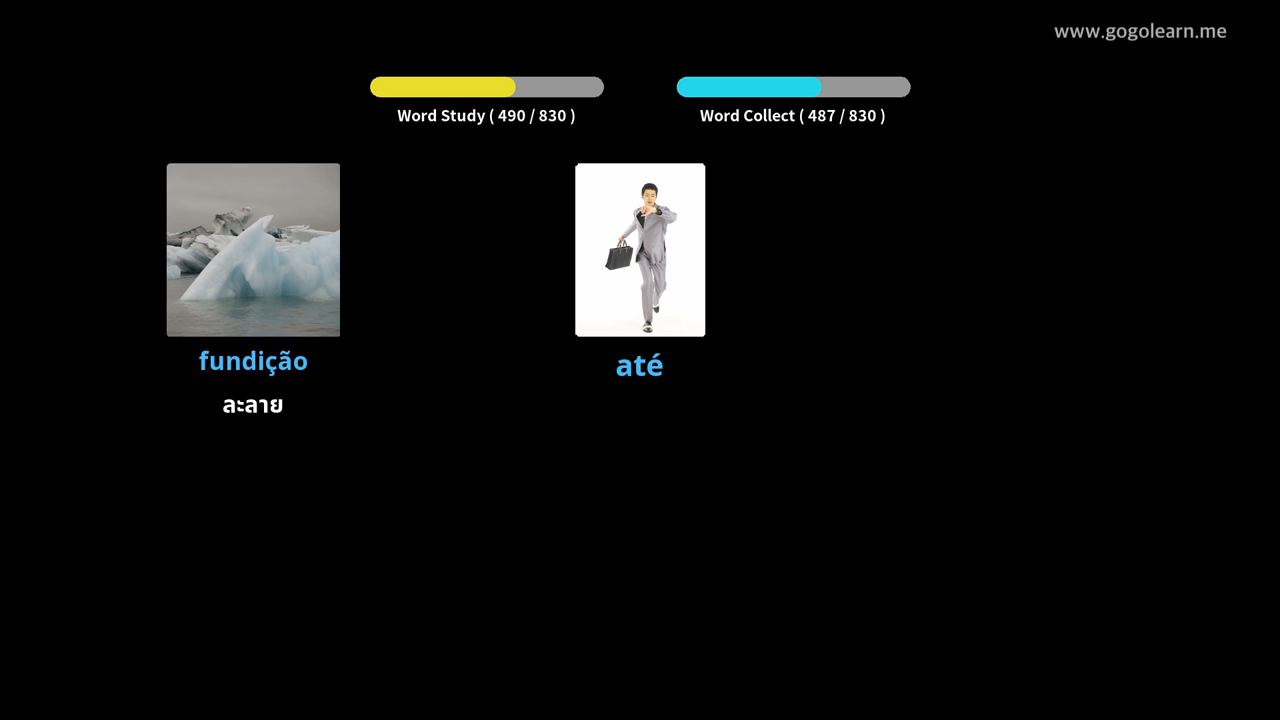 www.gogolearn.me
Word Study ( 490 / 830 )
Word Collect ( 487 / 830 )
fundição
ละลาย
até